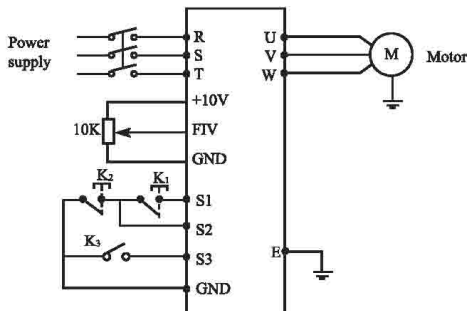 Power
supply
R
S
T
U
V
W
M
Motor
+10V
10K
FIV
GND
K₂
K₁
S1
S2
K₃
S3
E
GND